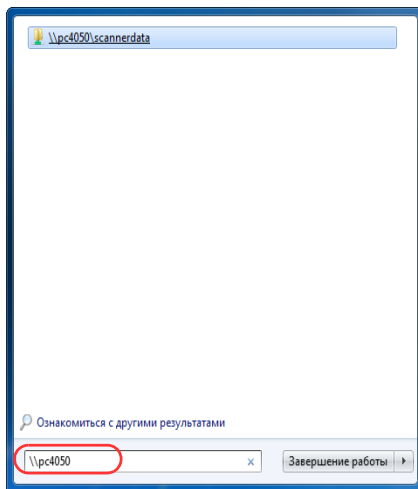 \\pc4050\scannerdata
Ознакомиться с другими результатами
\\pc4050
Завершение работы